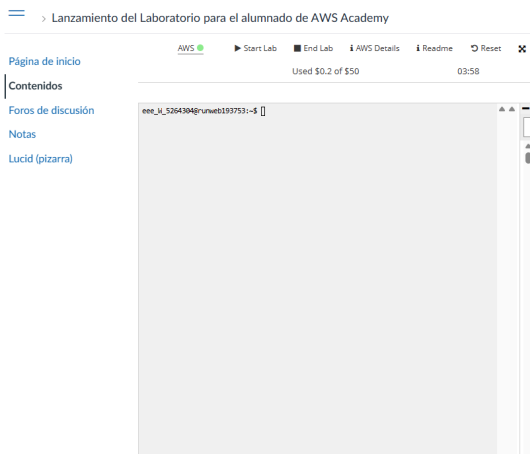 › Lanzamiento del Laboratorio para el alumnado de AWS Academy
AWS Start Lab End Lab AWS Details Readme Reset
Used $0.2 of $50 03:58
Página de inicio
Contenidos
Foros de discusión
Notas
Lucid (pizarra)
eee_W_5264304@runweb193753:~$